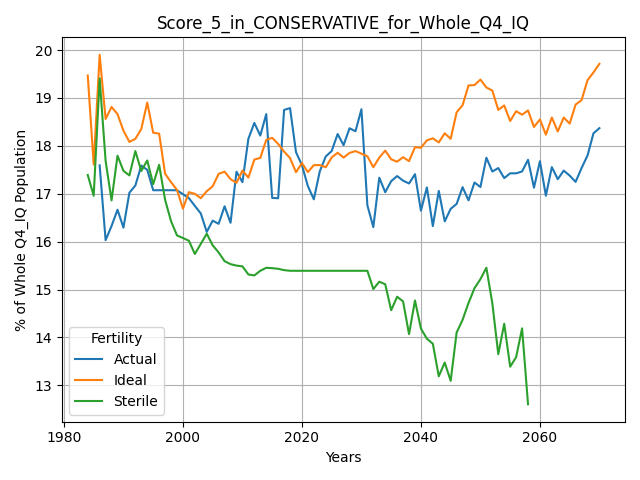 Score_5_in_CONSERVATIVE_for_Whole_Q4_IQ
% of Whole Q4_IQ Population
20
19
18
17
16
15
14
13
Fertility
Actual
Ideal
Sterile
1980
2000
2020
2040
2060
Years